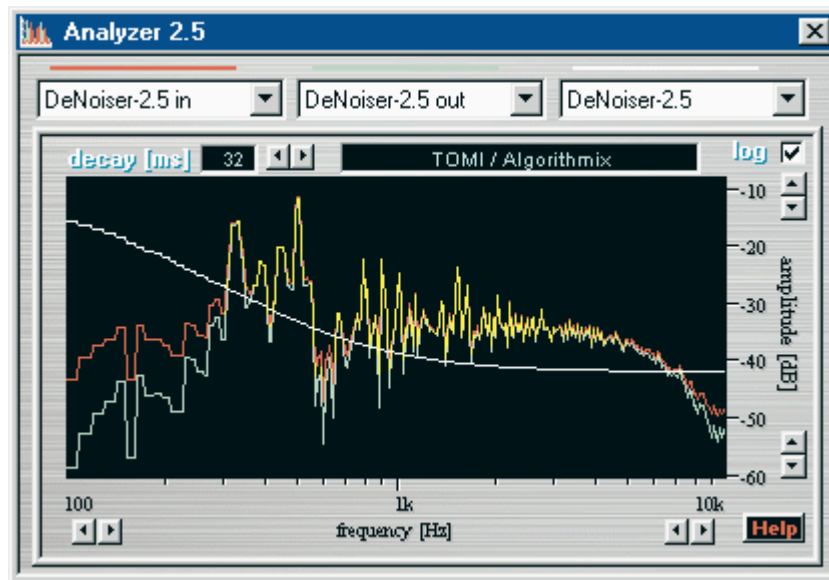 Analyzer 2.5
DeNoiser-2.5 in DeNoiser-2.5 out DeNoiser-2.5
decay [ms] 32 TOMI / Algorithmix log
-10
-20
-30
-40
-50
-60
amplitude [dB]
100 1k 10k
frequency [Hz]
Help